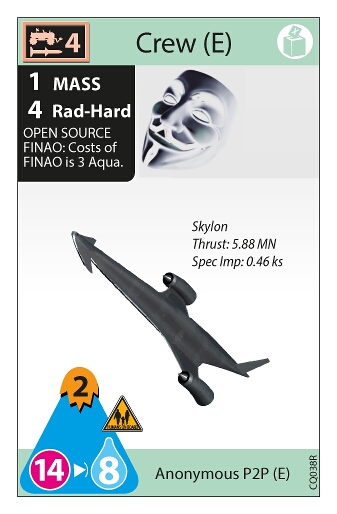 4
Crew (E)
1 MASS
4 Rad-Hard
OPEN SOURCE
FINAO: Costs of
FINAO is 3 Aqua.
Skylon
Thrust: 5.88 MN
Spec Imp: 0.46 ks
2
14 8
Anonymous P2P (E)
CQ038R